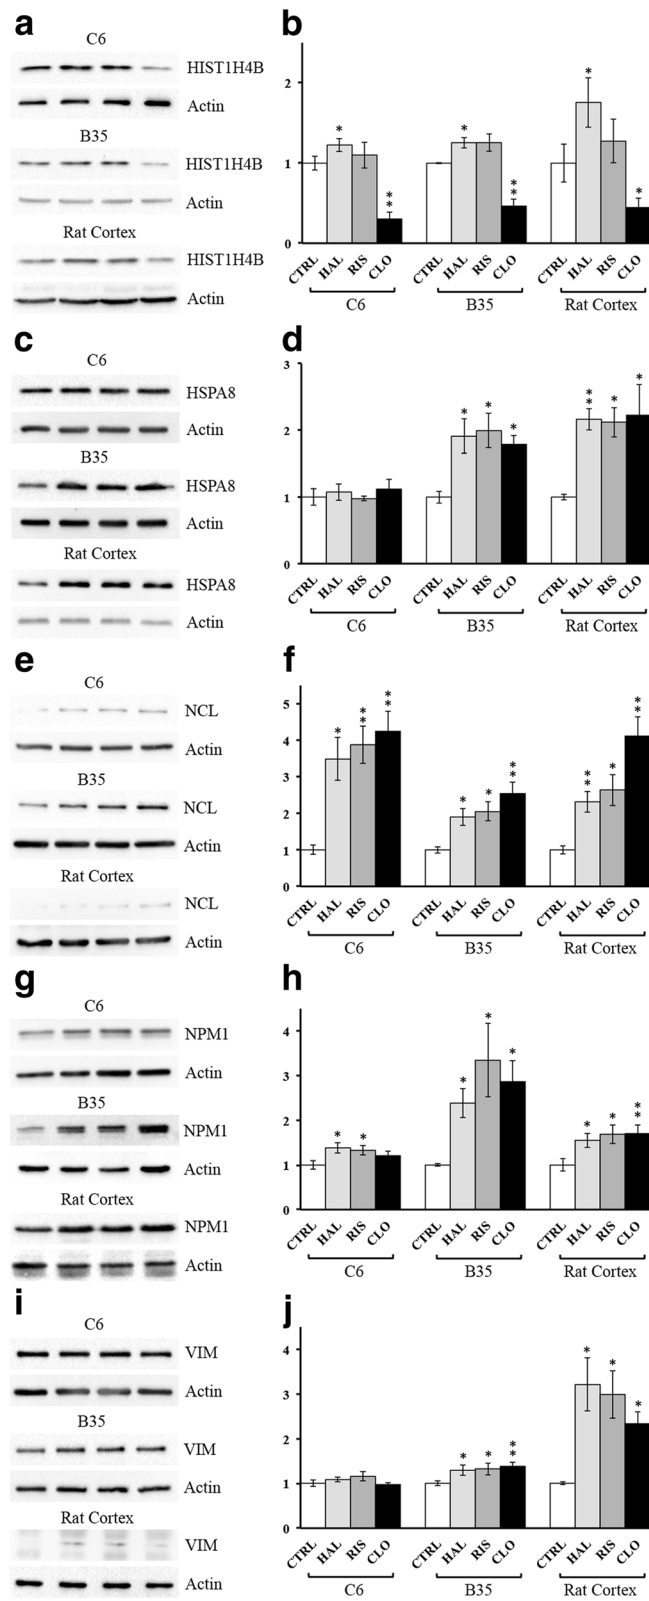 a
C6
HIST1H4B
Actin
B35
HIST1H4B
Actin
Rat Cortex
HIST1H4B
Actin
b
2
1
0
* ** * ** * *
CTRL HAL RIS CLO CTRL HAL RIS CLO CTRL HAL RIS CLO
C6 B35 Rat Cortex
c
C6
HSPA8
Actin
B35
HSPA8
Actin
Rat Cortex
HSPA8
Actin
d
3
2
1
0
* * * ** * *
CTRL HAL RIS CLO CTRL HAL RIS CLO CTRL HAL RIS CLO
C6 B35 Rat Cortex
e
C6
NCL
Actin
B35
NCL
Actin
Rat Cortex
NCL
Actin
f
5
4
3
2
1
0
* ** ** * * ** ** * **
CTRL HAL RIS CLO CTRL HAL RIS CLO CTRL HAL RIS CLO
C6 B35 Rat Cortex
g
C6
NPM1
Actin
B35
NPM1
Actin
Rat Cortex
NPM1
Actin
h
4
3
2
1
0
* * * * * * * **
CTRL HAL RIS CLO CTRL HAL RIS CLO CTRL HAL RIS CLO
C6 B35 Rat Cortex
i
C6
VIM
Actin
B35
VIM
Actin
Rat Cortex
VIM
Actin
j
4
3
2
1
0
* * ** * * *
CTRL HAL RIS CLO CTRL HAL RIS CLO CTRL HAL RIS CLO
C6 B35 Rat Cortex